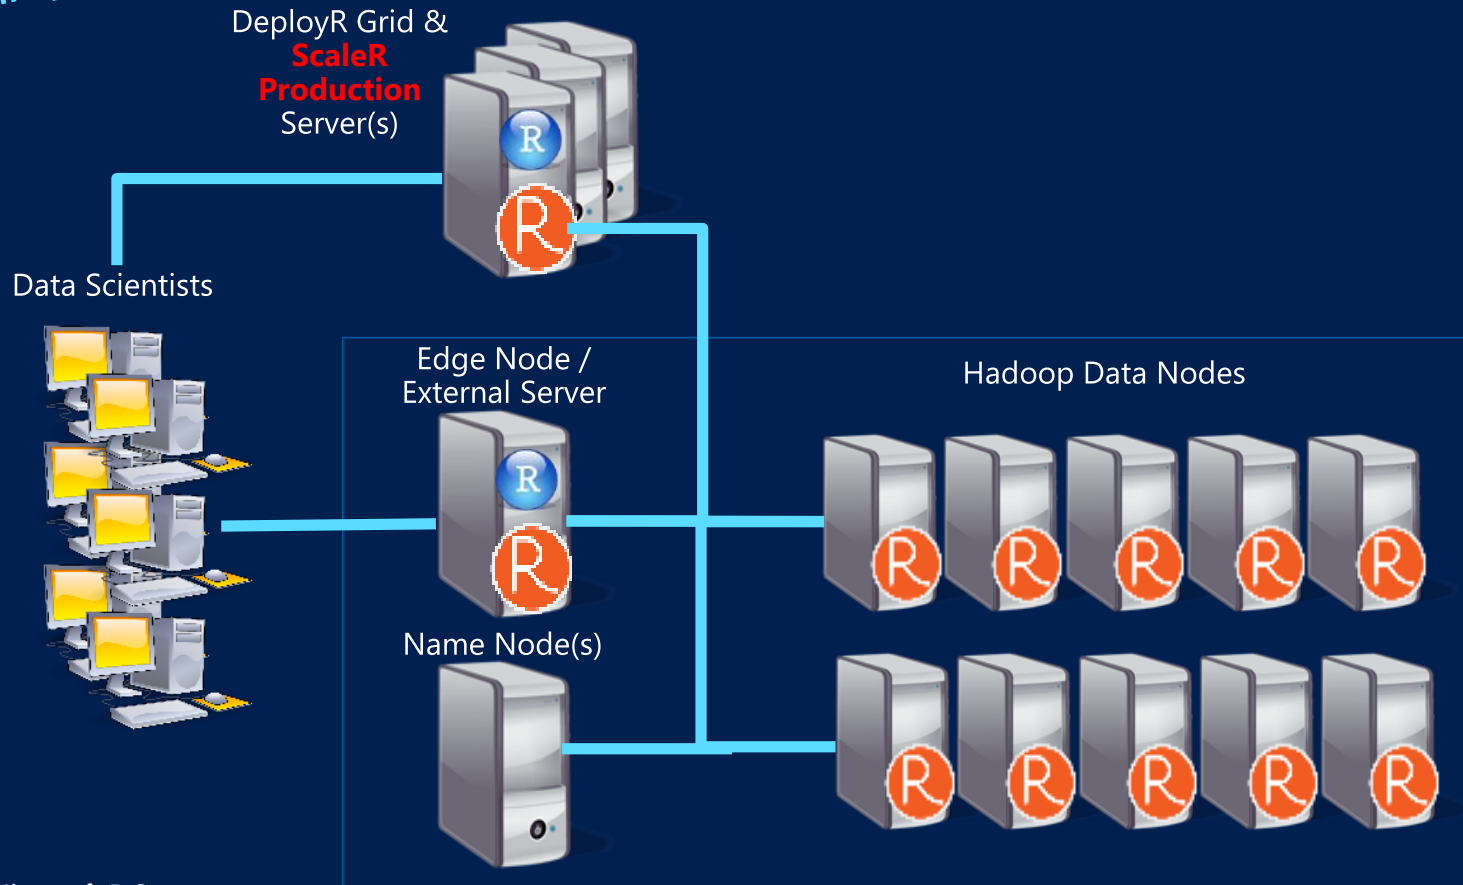 DeployR Grid &
ScaleR
Production
Server(s)
R
R
Data Scientists
Edge Node /
External Server
Hadoop Data Nodes
R
R
R
R
R
R
R
Name Node(s)
R
R
R
R
R